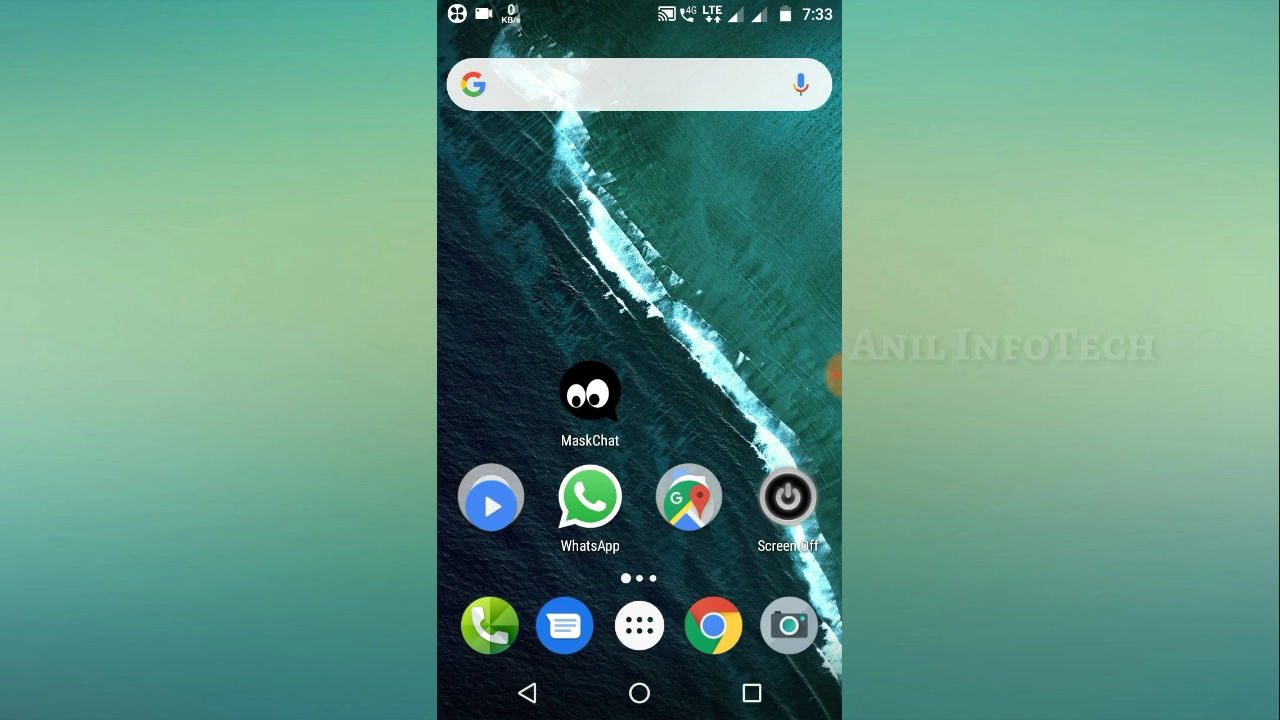 0
KB/s
4G
LTE
7:33
ANIL INFOTECH
MaskChat
WhatsApp
Screen Off